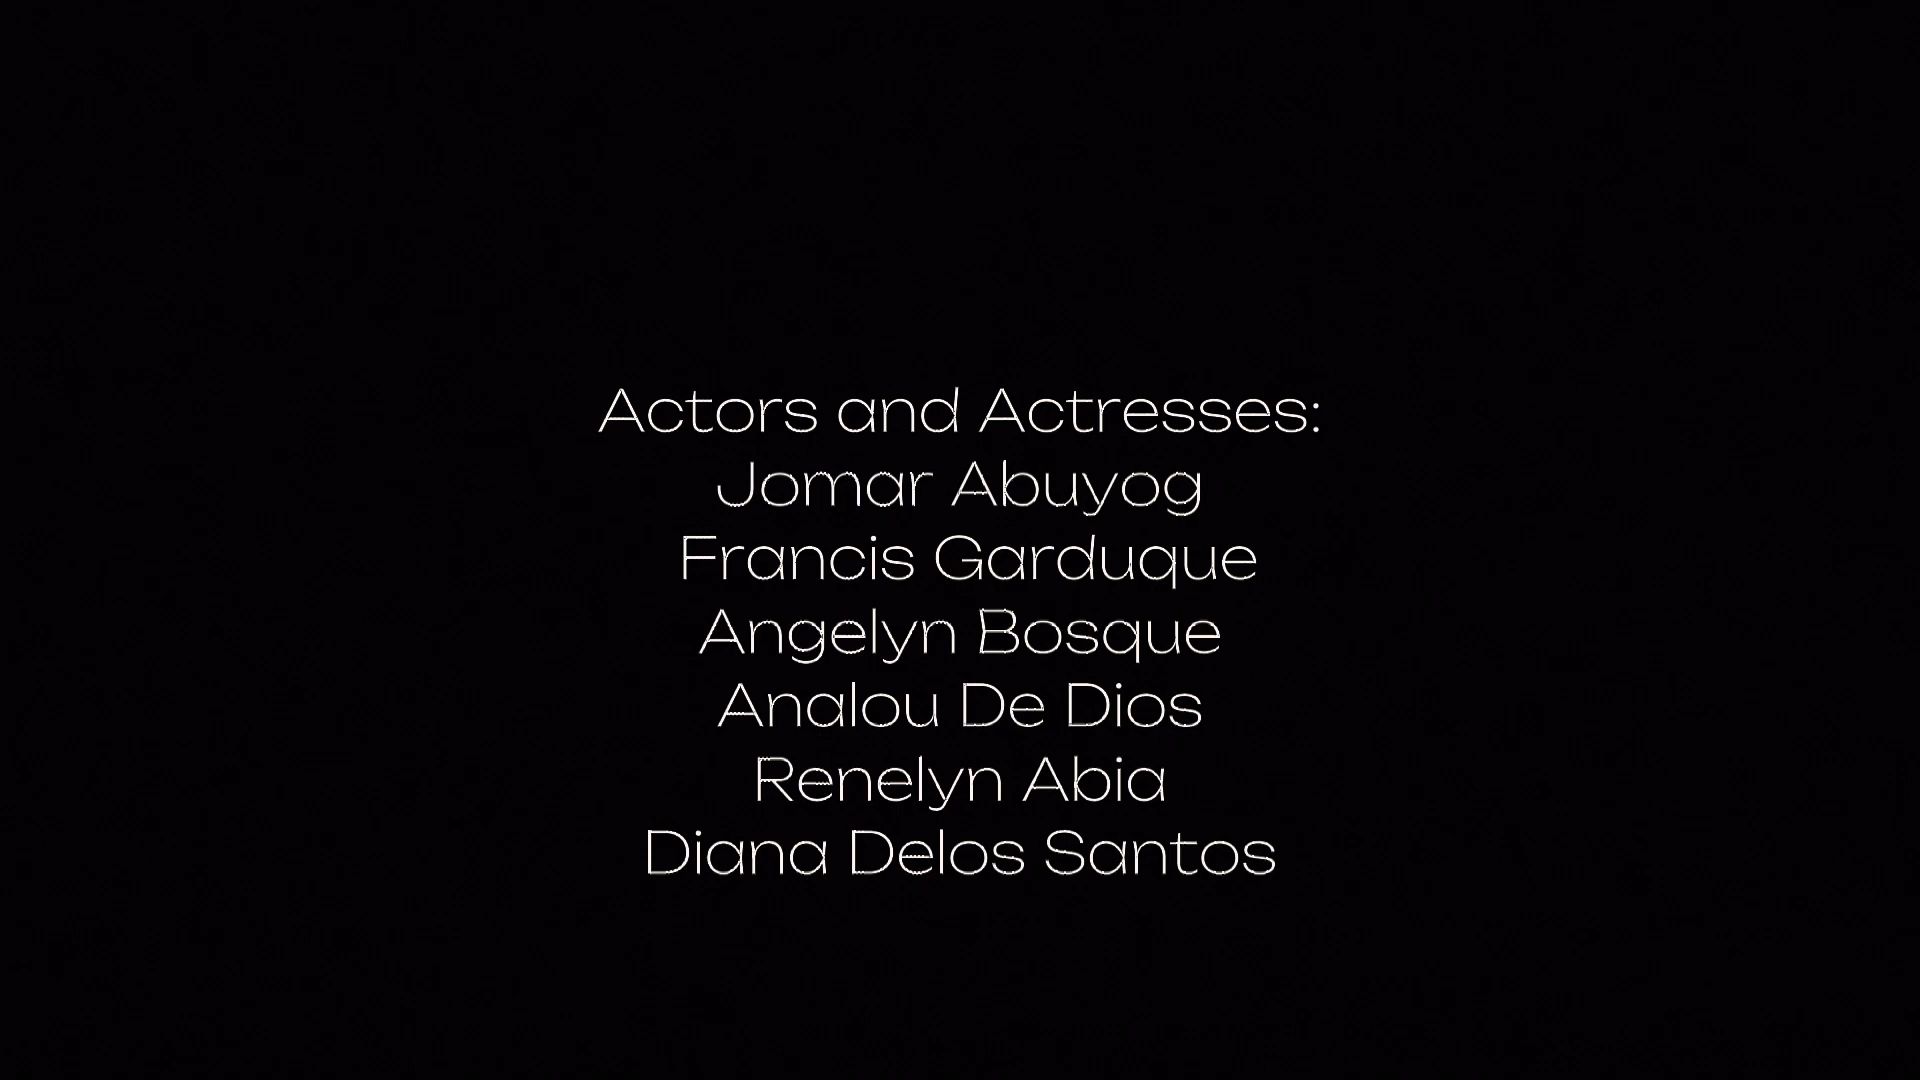 Actors and Actresses:
Jomar Abuyog
Francis Garduque
Angelyn Bosque
Analou De Dios
Renelyn Abia
Diana Delos Santos